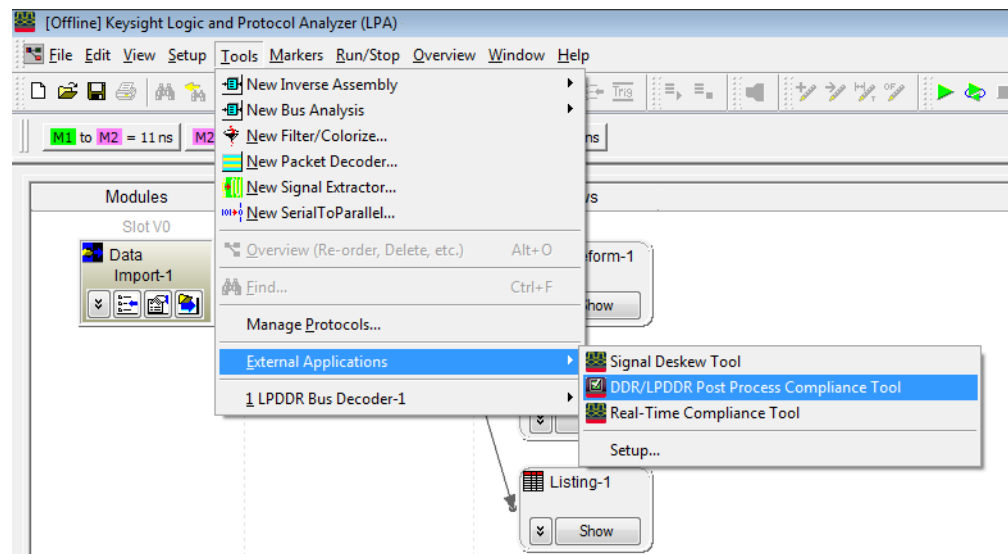 [Offline] Keysight Logic and Protocol Analyzer (LPA)
File Edit View Setup Tools Markers Run/Stop Overview Window Help
Trig
M1 to M2 = 11 ns M2
ns
New Inverse Assembly
New Bus Analysis
New Filter/Colorize...
New Packet Decoder...
New Signal Extractor...
New SerialToParallel...
Overview (Re-order, Delete, etc.) Alt+O
Find... Ctrl+F
Manage Protocols...
External Applications
1 LPDDR Bus Decoder-1
Signal Deskew Tool
DDR/LPDDR Post Process Compliance Tool
Real-Time Compliance Tool
Setup...
Modules
Slot V0
Data
Import-1
form-1
Show
Listing-1
Show